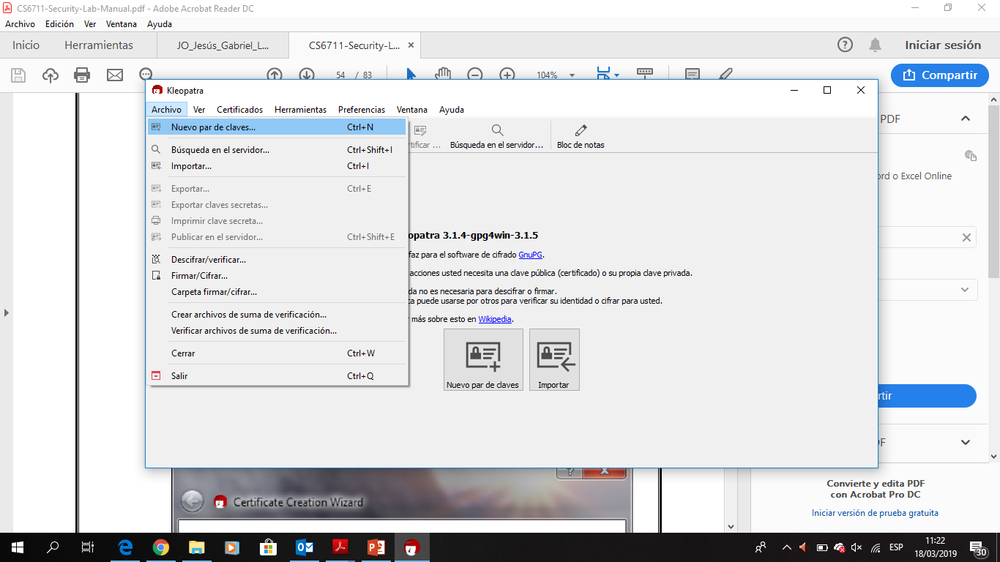 CS6711-Security-Lab-Manual.pdf - Adobe Acrobat Reader DC
Archivo Edición Ver Ventana Ayuda
Inicio Herramientas JO_Jesús_Gabriel_L... CS6711-Security-L... Iniciar sesión
54 / 83 104% Compartir
Kleopatra
Archivo Ver Certificados Herramientas Preferencias Ventana Ayuda
Nuevo par de claves... Ctrl+N
Búsqueda en el servidor... Ctrl+Shift+I
Importar... Ctrl+I
Exportar... Ctrl+E
Exportar claves secretas...
Imprimir clave secreta...
Publicar en el servidor... Ctrl+Shift+E
Descifrar/verificar...
Firmar/Cifrar...
Carpeta firmar/cifrar...
Crear archivos de suma de verificación...
Verificar archivos de suma de verificación...
Cerrar Ctrl+W
Salir Ctrl+Q
tificar ... Búsqueda en el servidor... Bloc de notas
opatra 3.1.4-gpg4win-3.1.5
faz para el software de cifrado GnuPG.
acciones usted necesita una clave pública (certificado) o su propia clave privada.
da no es necesaria para descifrar o firmar.
ca puede usarse por otros para verificar su identidad o cifrar para usted.
r más sobre esto en Wikipedia.
Nuevo par de claves Importar
PDF
ord o Excel Online
rtir
DF
Convierte y edita PDF
con Acrobat Pro DC
Iniciar versión de prueba gratuita
Certificate Creation Wizard
ESP
11:22
18/03/2019
30